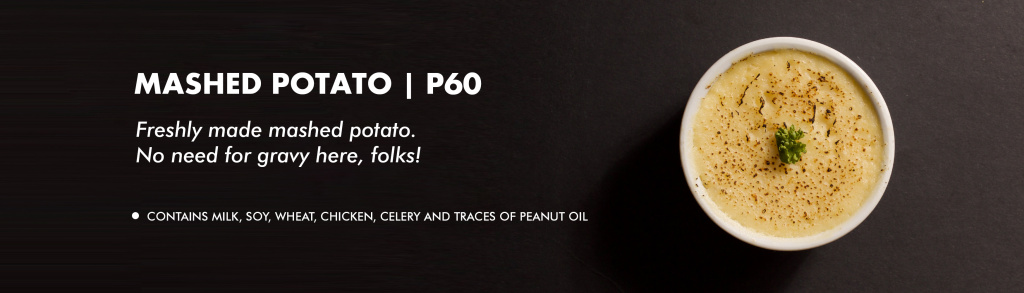 MASHED POTATO | P60
Freshly made mashed potato.
No need for gravy here, folks!
• CONTAINS MILK, SOY, WHEAT, CHICKEN, CELERY AND TRACES OF PEANUT OIL